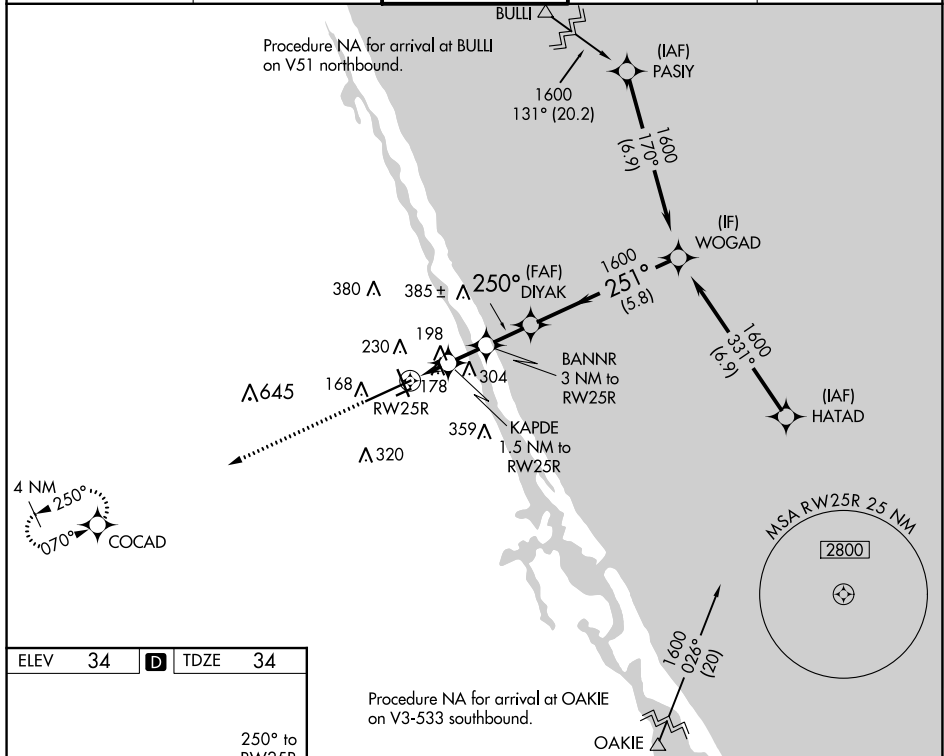 BULLI
Procedure NA for arrival at BULLI
on V51 northbound.
(IAF)
PASIY
1600
131° (20.2)
1600
170°
(6.9)
(IF)
WOGAD
1600
251°
(5.8)
250°
(FAF)
DIYAK
380
385 ±
198
230
BANNR
3 NM to
RW25R
1600
331°
(6.9)
(IAF)
HATAD
645
168
178
304
RW25R
359
KAPDE
1.5 NM to
RW25R
320
4 NM
250°
070°
COCAD
MSA RW25R 25 NM
2800
1600
026°
(20)
ELEV 34 D TDZE 34
Procedure NA for arrival at OAKIE
on V3-533 southbound.
OAKIE
250° to
RW25R